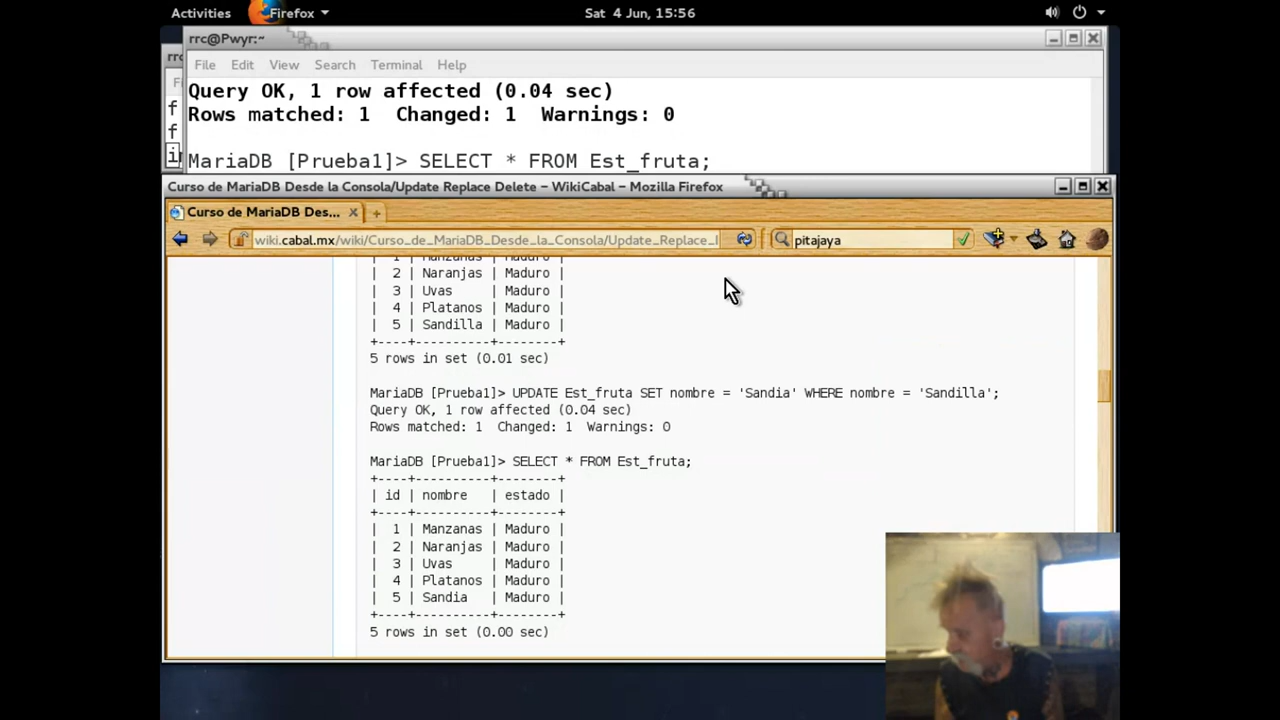 Activities Firefox Sat 4 Jun, 15:56
rrc@Pwyr:~
File Edit View Search Terminal Help
Query OK, 1 row affected (0.04 sec)
Rows matched: 1 Changed: 1 Warnings: 0
MariaDB [Prueba1]> SELECT * FROM Est_fruta;
Curso de MariaDB Desde la Consola/Update Replace Delete – WikiCabal – Mozilla Firefox
Curso de MariaDB Des...
wiki.cabal.mx/wiki/Curso_de_MariaDB_Desde_la_Consola/Update_Replace_ pitajaya
| 1 | Manzanas | Maduro |
| 2 | Naranjas | Maduro |
| 3 | Uvas | Maduro |
| 4 | Platanos | Maduro |
| 5 | Sandilla | Maduro |
+----+----------+--------+
5 rows in set (0.01 sec)
MariaDB [Prueba1]> UPDATE Est_fruta SET nombre = 'Sandia' WHERE nombre = 'Sandilla';
Query OK, 1 row affected (0.04 sec)
Rows matched: 1 Changed: 1 Warnings: 0
MariaDB [Prueba1]> SELECT * FROM Est_fruta;
+----+----------+--------+
| id | nombre | estado |
+----+----------+--------+
| 1 | Manzanas | Maduro |
| 2 | Naranjas | Maduro |
| 3 | Uvas | Maduro |
| 4 | Platanos | Maduro |
| 5 | Sandia | Maduro |
+----+----------+--------+
5 rows in set (0.00 sec)